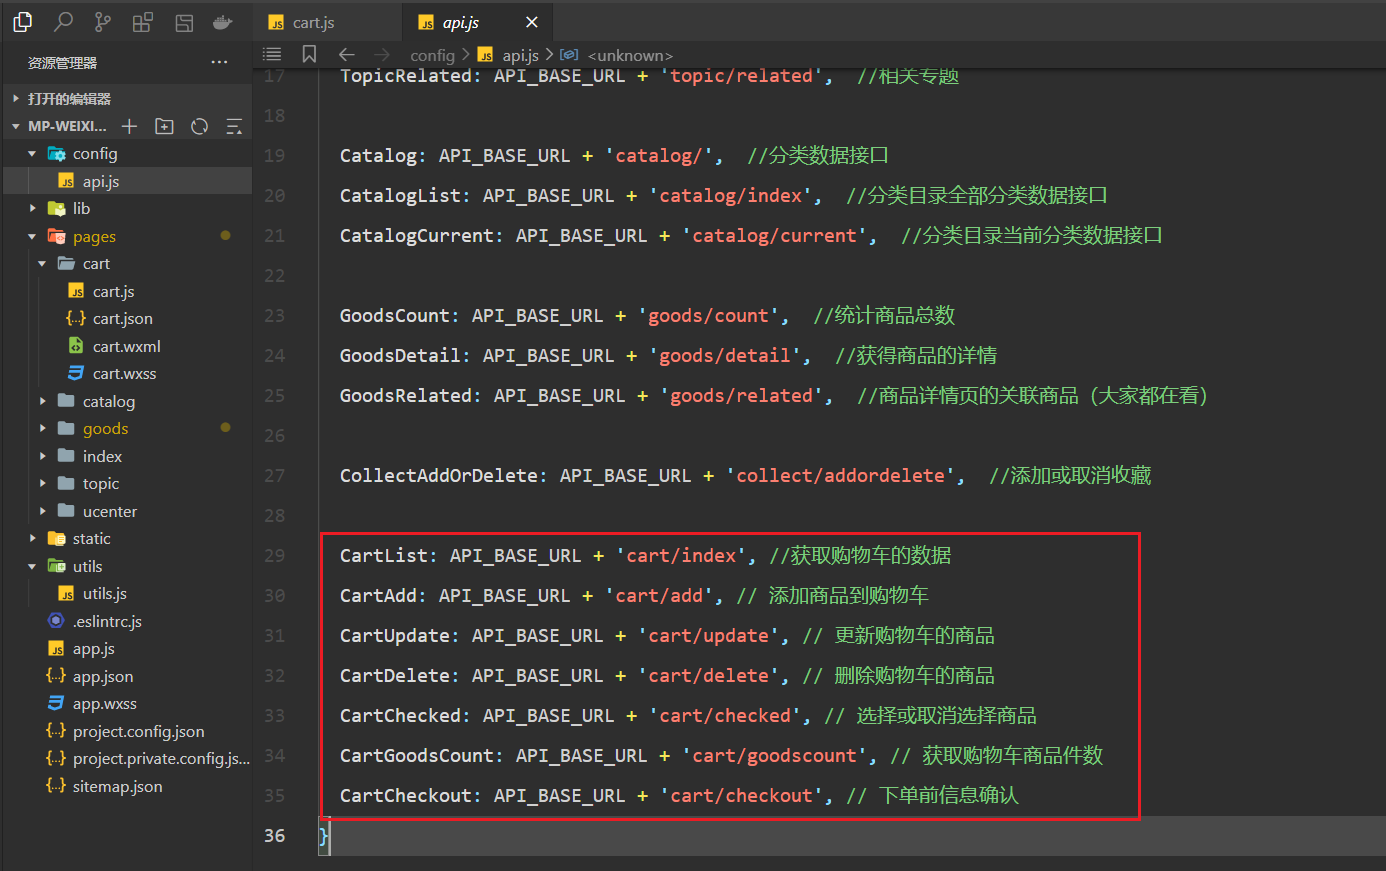 cart.js
api.js
资源管理器
config > api.js > <unknown>
打开的编辑器
MP-WEIXI...
config
api.js
lib
pages
cart
cart.js
cart.json
cart.wxml
cart.wxss
catalog
goods
index
topic
ucenter
static
utils
utils.js
.eslintrc.js
app.js
app.json
app.wxss
project.config.json
project.private.config.js...
sitemap.json
17 TopicRelated: API_BASE_URL + 'topic/related', //相关专题
18
19 Catalog: API_BASE_URL + 'catalog/', //分类数据接口
20 CatalogList: API_BASE_URL + 'catalog/index', //分类目录全部分类数据接口
21 CatalogCurrent: API_BASE_URL + 'catalog/current', //分类目录当前分类数据接口
22
23 GoodsCount: API_BASE_URL + 'goods/count', //统计商品总数
24 GoodsDetail: API_BASE_URL + 'goods/detail', //获得商品的详情
25 GoodsRelated: API_BASE_URL + 'goods/related', //商品详情页的关联商品（大家都在看）
26
27 CollectAddOrDelete: API_BASE_URL + 'collect/addordelete', //添加或取消收藏
28
29 CartList: API_BASE_URL + 'cart/index', //获取购物车的数据
30 CartAdd: API_BASE_URL + 'cart/add', // 添加商品到购物车
31 CartUpdate: API_BASE_URL + 'cart/update', // 更新购物车的商品
32 CartDelete: API_BASE_URL + 'cart/delete', // 删除购物车的商品
33 CartChecked: API_BASE_URL + 'cart/checked', // 选择或取消选择商品
34 CartGoodsCount: API_BASE_URL + 'cart/goodscount', // 获取购物车商品件数
35 CartCheckout: API_BASE_URL + 'cart/checkout', // 下单前信息确认
36 }